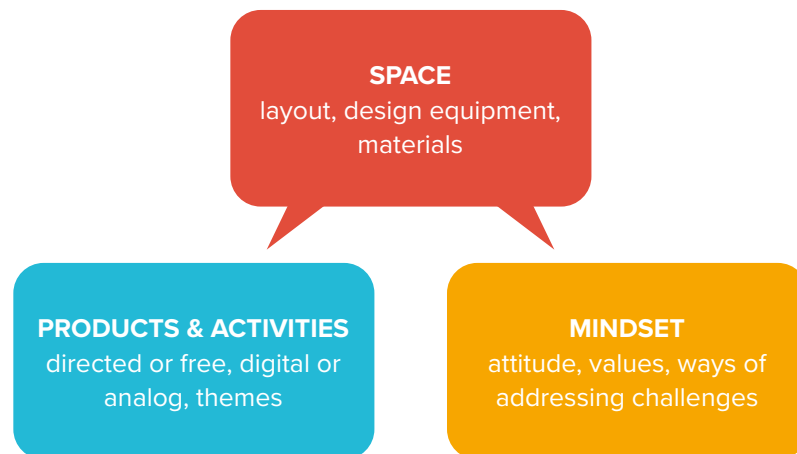 SPACE
layout, design equipment,
materials
PRODUCTS & ACTIVITIES
directed or free, digital or
analog, themes
MINDSET
attitude, values, ways of
addressing challenges